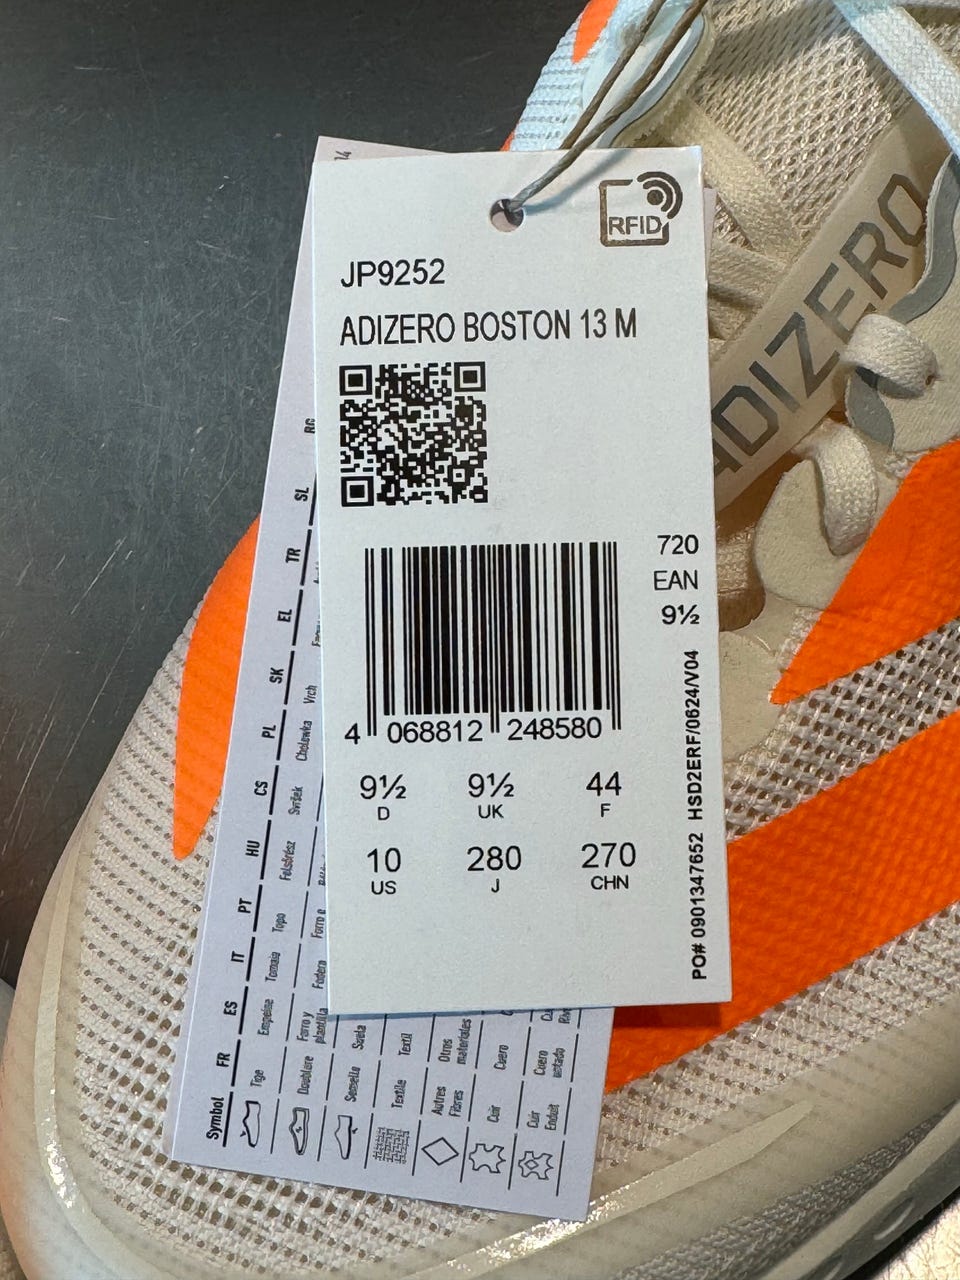 RFID
JP9252
ADIZERO BOSTON 13 M
720
EAN
9½
4 068812 248580
9½ 9½ 44
D UK F
10 280 270
US J CHN
PO# 0901347652 HSD2ERF/0624/V04
ADIZERO
Symbol FR ES IT PT HU CS PL SK EL TR SL BG
Tige Empeine Tomaia Topo Felsőrész Svršek Cholewka Vrch
Doublure Forro y plantilla Fodera Forro e
Semelle Suela
Textile Textil
Autres Fibres Otros materiales
Cuir Cuero
Cuir Enduit Cuero